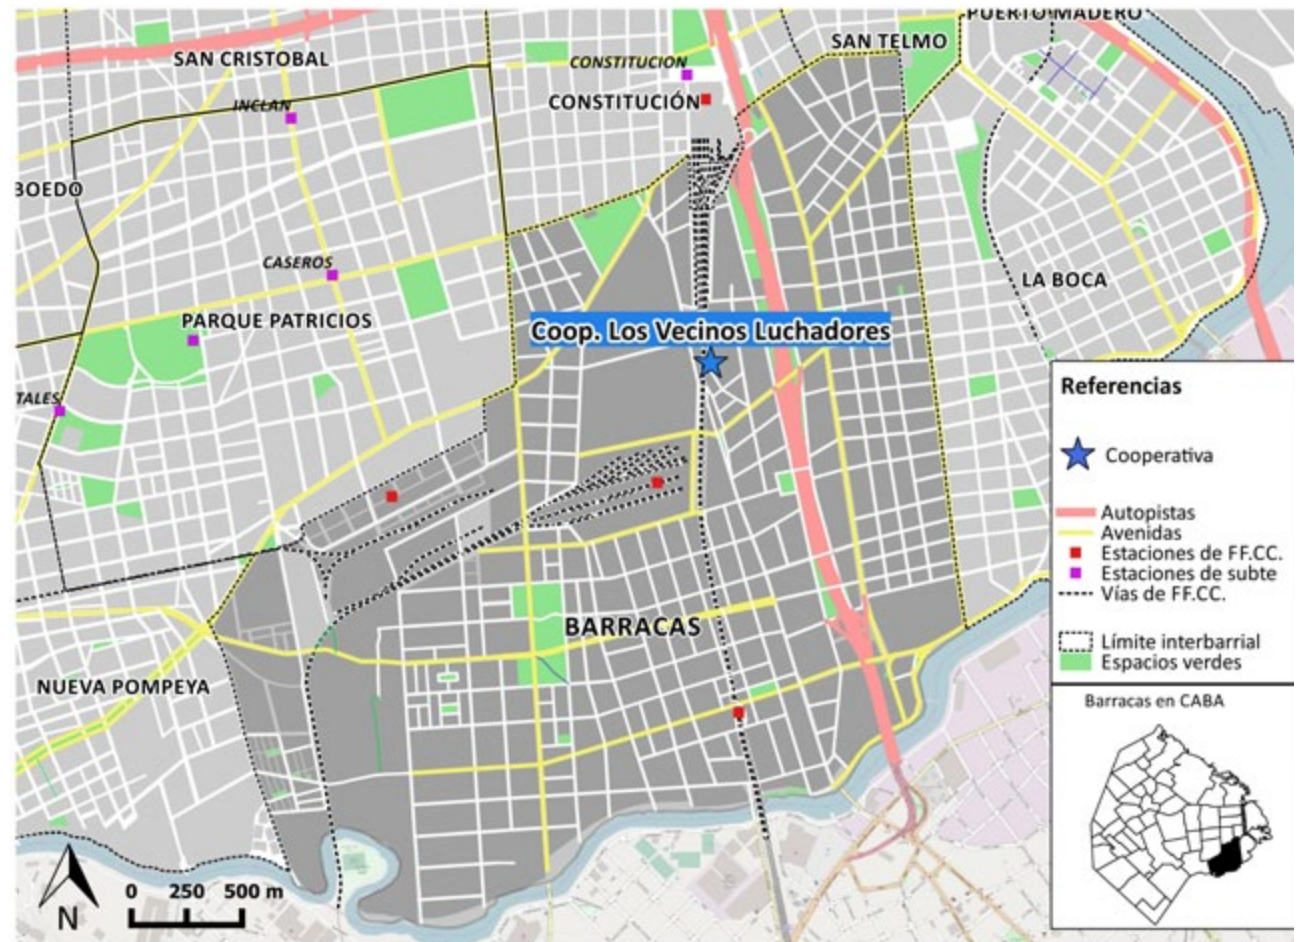 PUERTO MADERO
SAN TELMO
SAN CRISTOBAL
CONSTITUCION
CONSTITUCIÓN
INCLAN
BOEDO
CASEROS
LA BOCA
PARQUE PATRICIOS
Coop. Los Vecinos Luchadores
TALES
BARRACAS
NUEVA POMPEYA
0 250 500 m
N
Referencias
Cooperativa
Autopistas
Avenidas
Estaciones de FF.CC.
Estaciones de subte
Vías de FF.CC.
Límite interbarrial
Espacios verdes
Barracas en CABA